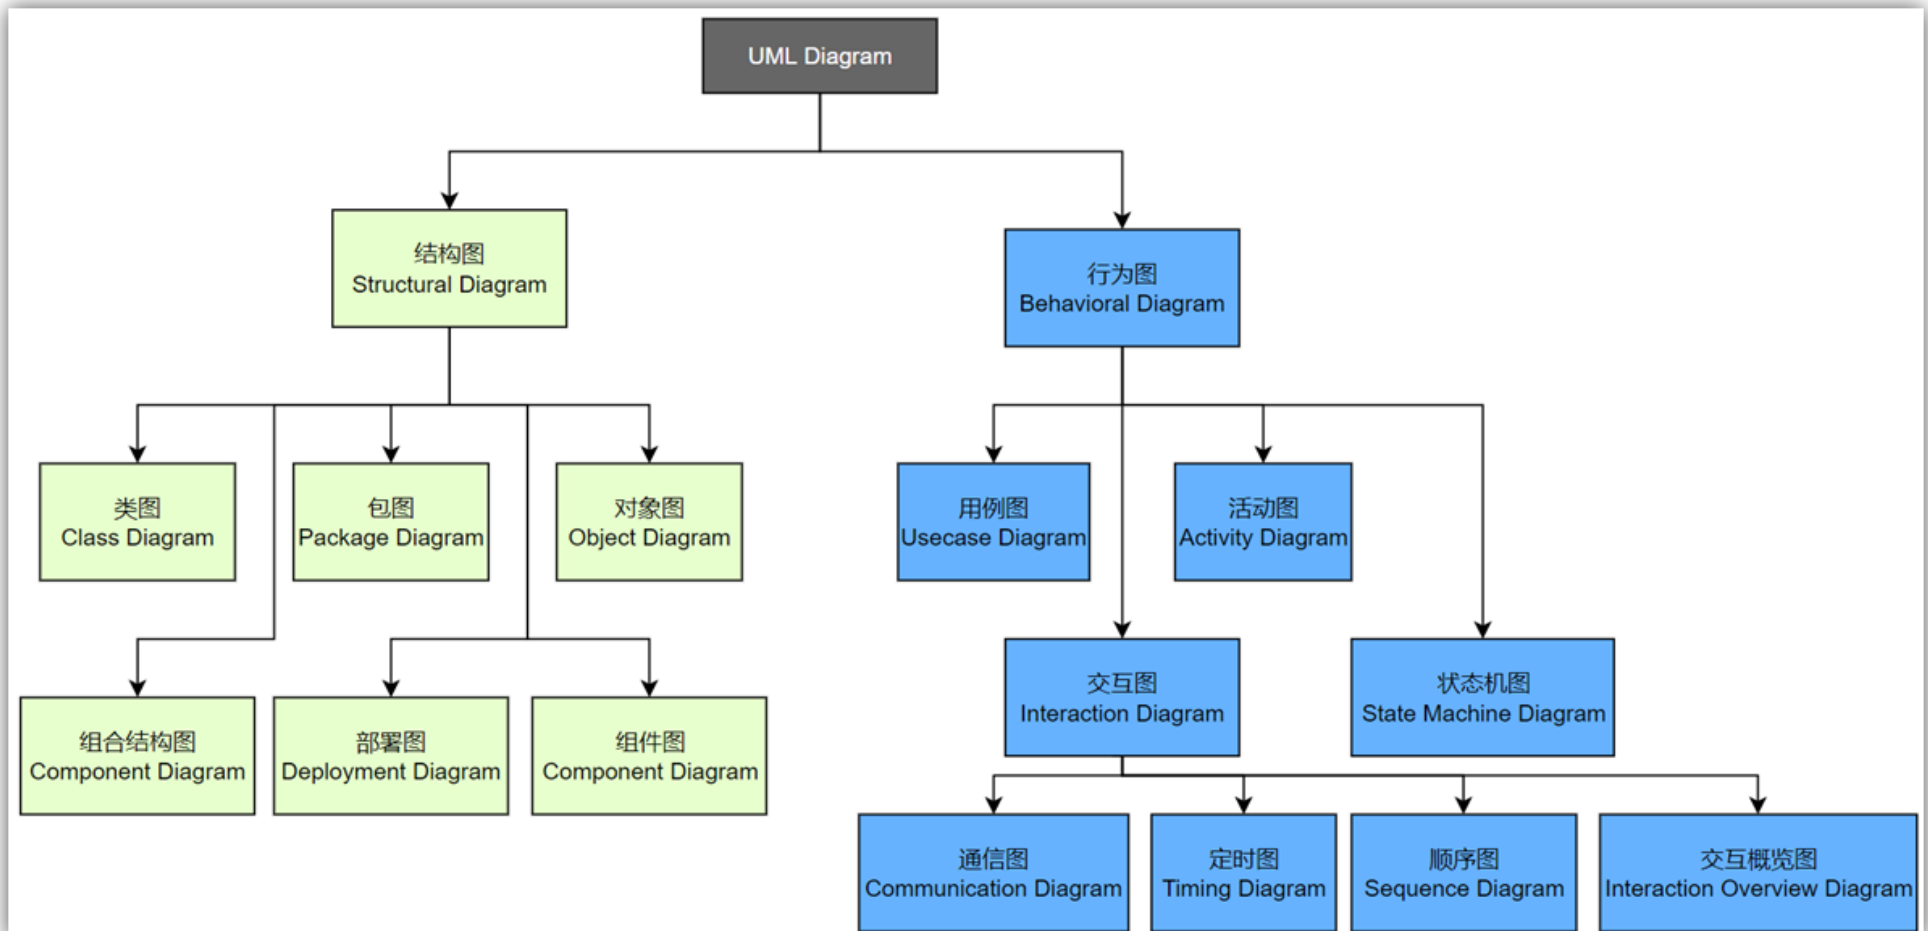 UML Diagram
结构图
Structural Diagram
行为图
Behavioral Diagram
类图
Class Diagram
包图
Package Diagram
对象图
Object Diagram
用例图
Usecase Diagram
活动图
Activity Diagram
组合结构图
Component Diagram
部署图
Deployment Diagram
组件图
Component Diagram
交互图
Interaction Diagram
状态机图
State Machine Diagram
通信图
Communication Diagram
定时图
Timing Diagram
顺序图
Sequence Diagram
交互概览图
Interaction Overview Diagram